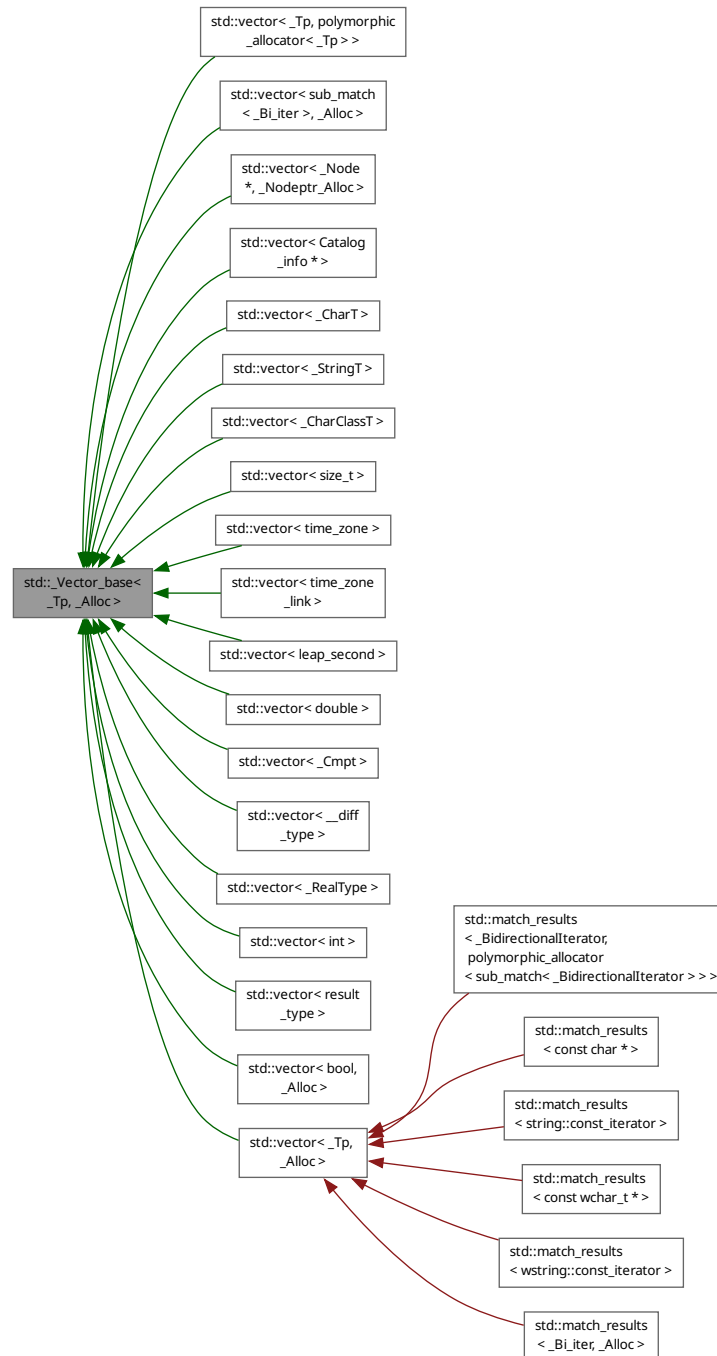 std::vector< _Tp, polymorphic
_allocator< _Tp > >
std::vector< sub_match
< _Bi_iter >, _Alloc >
std::vector< _Node
*, _Nodeptr_Alloc >
std::vector< Catalog
_info * >
std::vector< _CharT >
std::vector< _StringT >
std::vector< _CharClassT >
std::vector< size_t >
std::vector< time_zone >
std::_Vector_base<
_Tp, _Alloc >
std::vector< time_zone
_link >
std::vector< leap_second >
std::vector< double >
std::vector< _Cmpt >
std::vector< __diff
_type >
std::vector< _RealType >
std::vector< int >
std::vector< result
_type >
std::vector< bool,
_Alloc >
std::vector< _Tp,
_Alloc >
std::match_results
< _BidirectionalIterator,
polymorphic_allocator
< sub_match< _BidirectionalIterator > > >
std::match_results
< const char * >
std::match_results
< string::const_iterator >
std::match_results
< const wchar_t * >
std::match_results
< wstring::const_iterator >
std::match_results
< _Bi_iter, _Alloc >